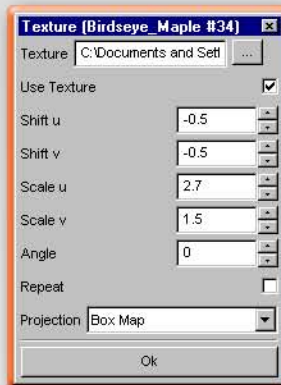 Texture (Birdseye_Maple #34)
Texture C:\Documents and Sett ...
Use Texture
Shift u -0.5
Shift v -0.5
Scale u 2.7
Scale v 1.5
Angle 0
Repeat
Projection Box Map
Ok